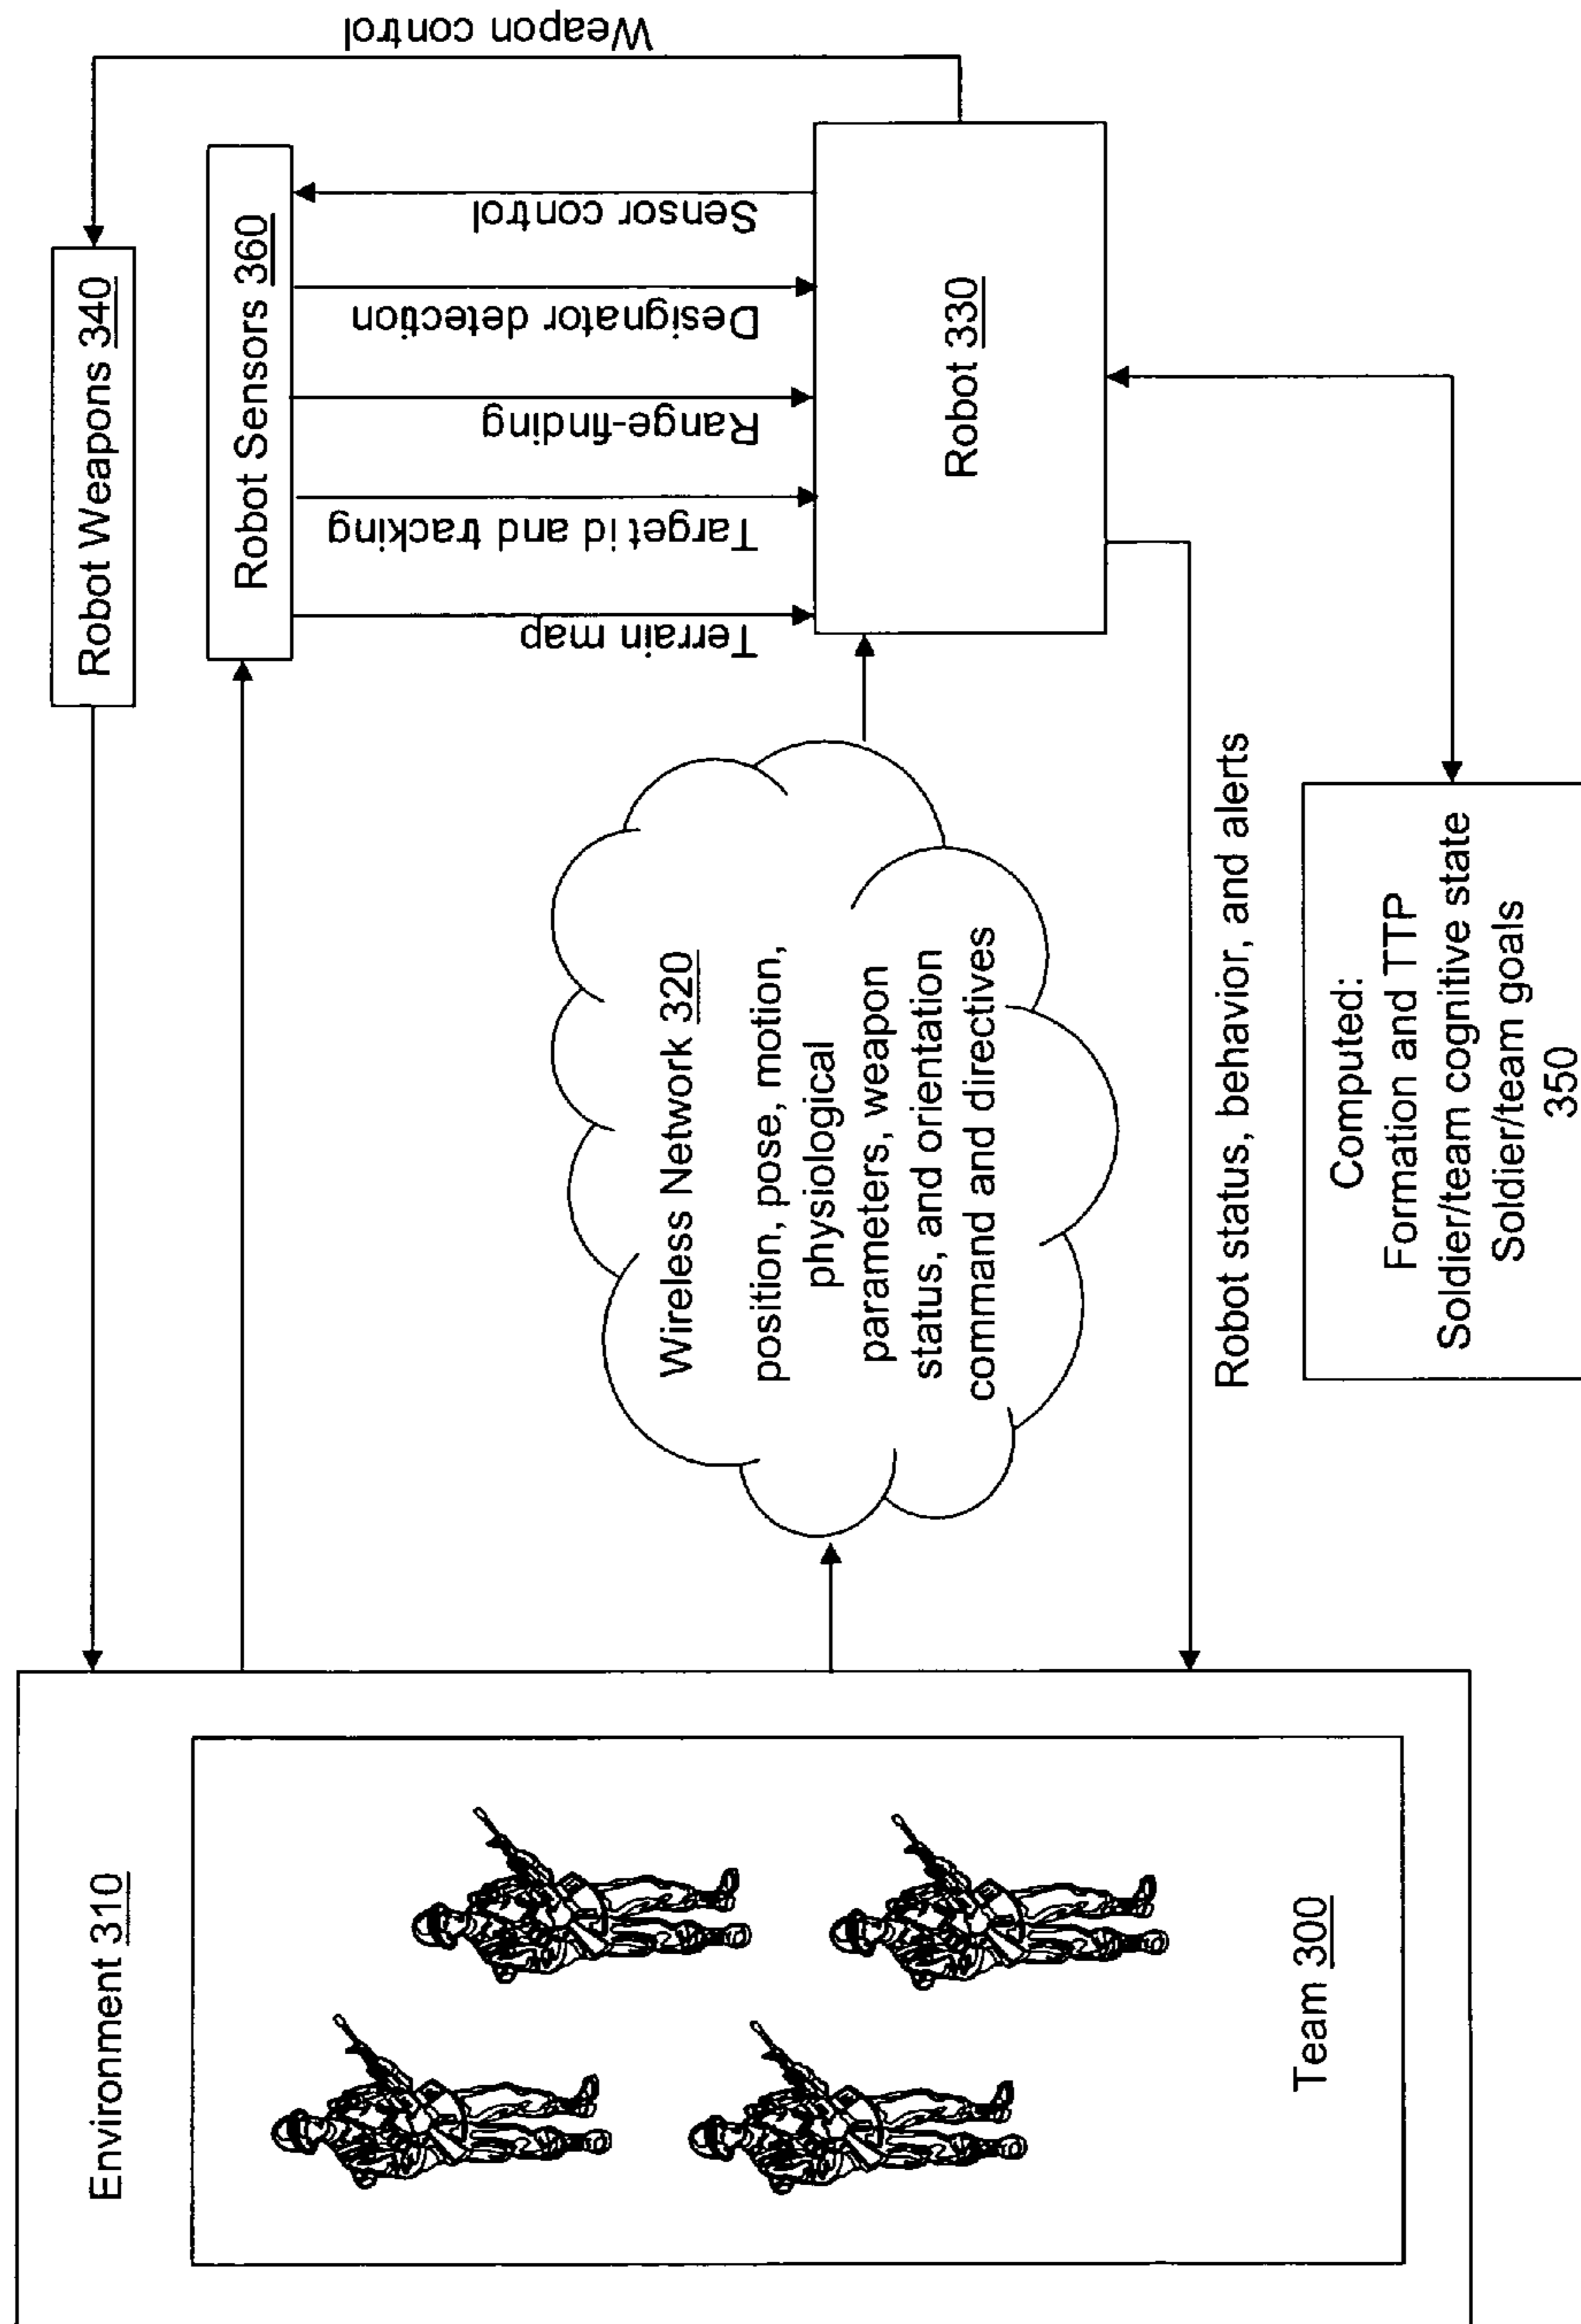 Environment 310
Team 300
Robot Weapons 340
Weapon control
Robot Sensors 360
Terrain map
Target id and tracking
Range-finding
Designator detection
Sensor control
Wireless Network 320
position, pose, motion,
physiological
parameters, weapon
status, and orientation
command and directives
Robot 330
Robot status, behavior, and alerts
Computed:
Formation and TTP
Soldier/team cognitive state
Soldier/team goals
350